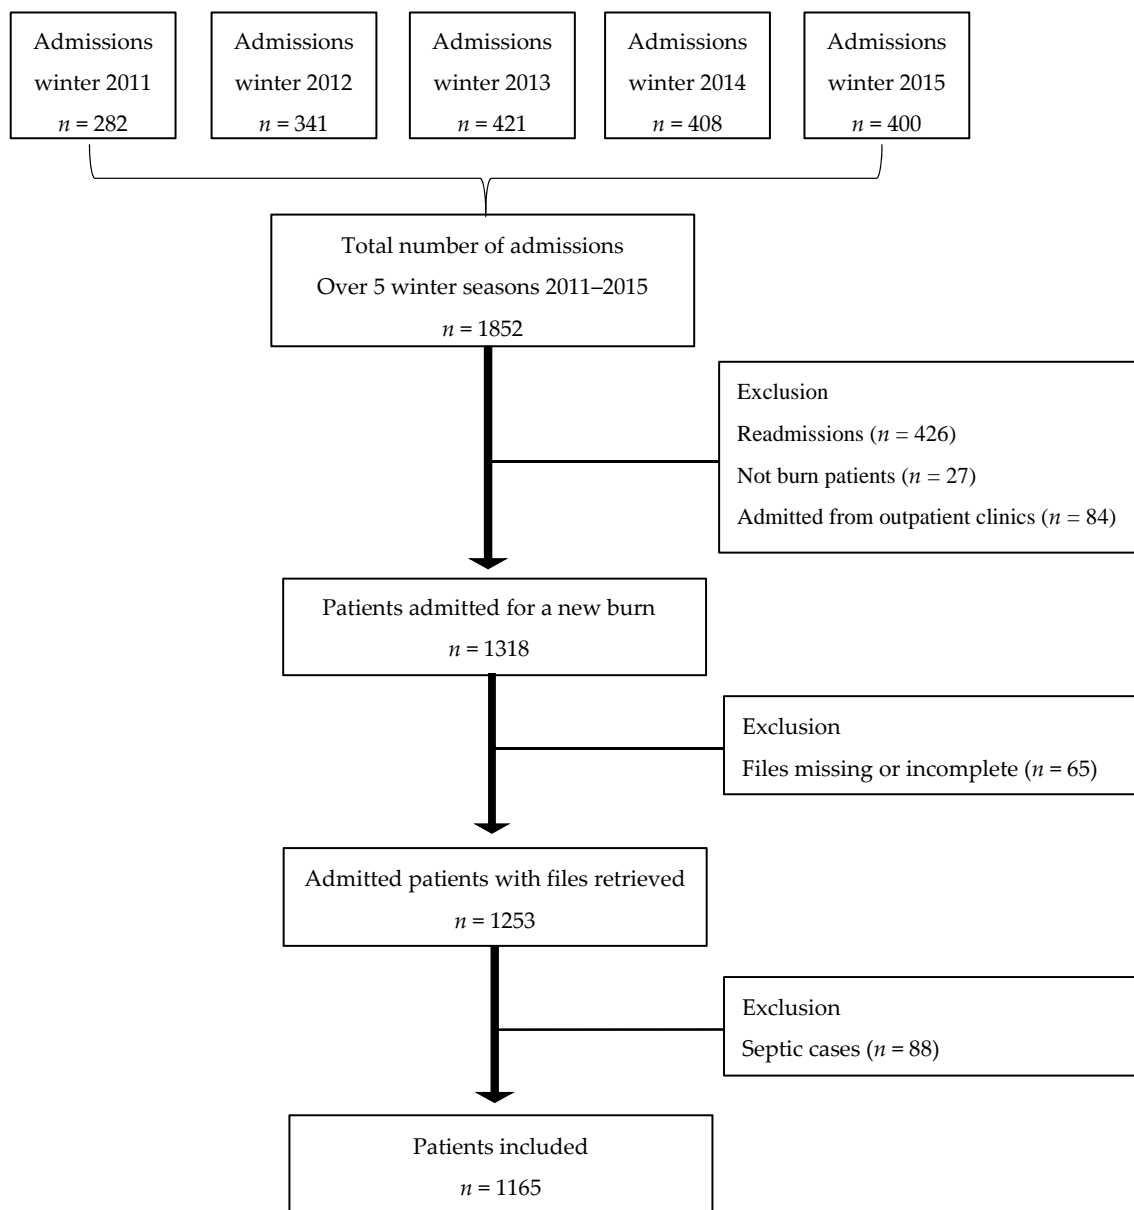 Admissions
winter 2011
n = 282
Admissions
winter 2012
n = 341
Admissions
winter 2013
n = 421
Admissions
winter 2014
n = 408
Admissions
winter 2015
n = 400
Total number of admissions
Over 5 winter seasons 2011–2015
n = 1852
Exclusion
Readmissions (n = 426)
Not burn patients (n = 27)
Admitted from outpatient clinics (n = 84)
Patients admitted for a new burn
n = 1318
Exclusion
Files missing or incomplete (n = 65)
Admitted patients with files retrieved
n = 1253
Exclusion
Septic cases (n = 88)
Patients included
n = 1165